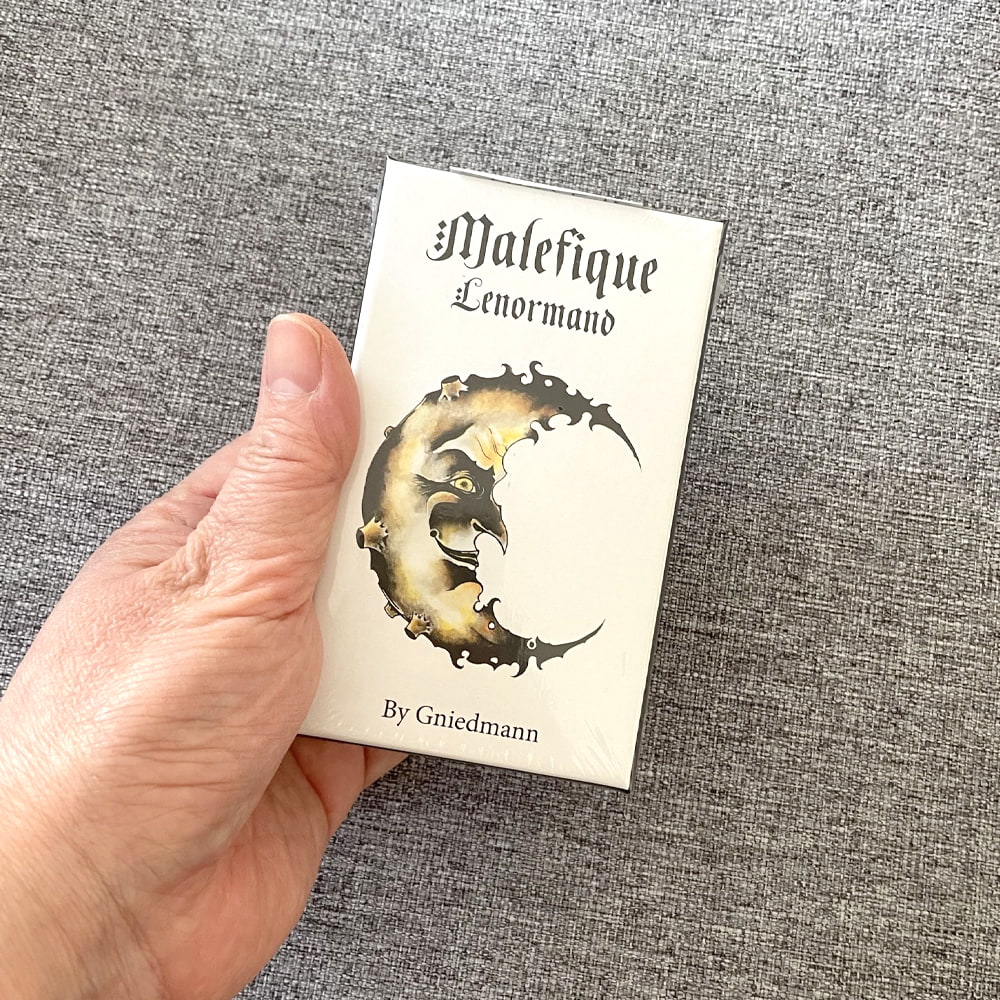 Malefique
Lenormand
By Gniedmann